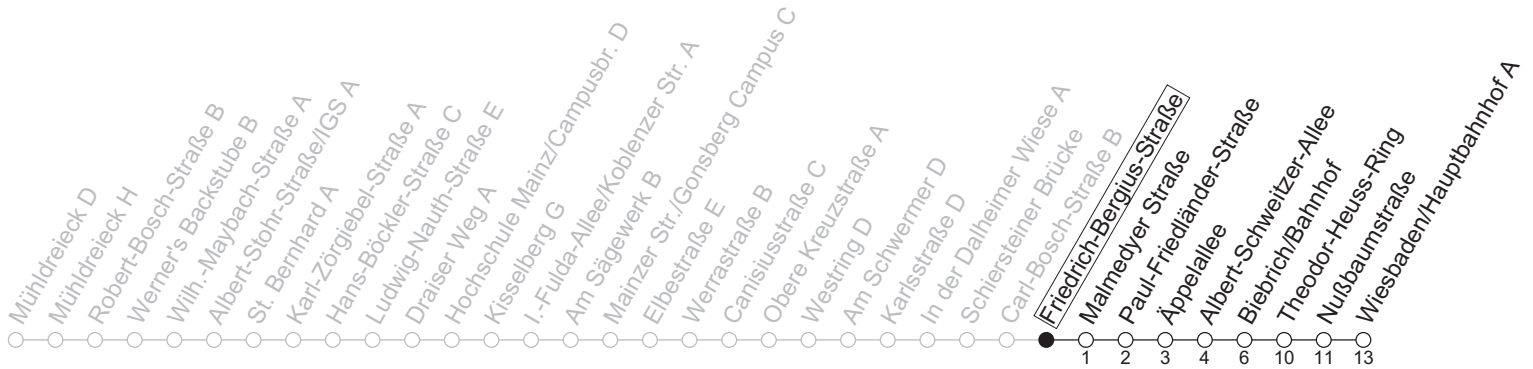 Mühldreieck D
Mühldreieck H
Robert-Bosch-Straße B
Wermer's Backstube B
Wilh.-Maybach-Straße A
Albert-Stohr-Straße/IGS A
St. Bernhard A
Karl-Zörgiebel-Straße A
Hans-Böckler-Straße C
Ludwig-Nauth-Straße E
Draiser Weg A
Hochschule Mainz/Campusbr. D
Kisselberg G
I.-Fulda-Allee/Koblenzer Str. A
Am Sägewerk B
Mainzer Str./Gonsberg Campus C
Elbestraße E
Werrastraße B
Canisiusstraße C
Obere Kreuzstraße A
Westring D
Am Schwermer D
Karlsstraße D
In der Dalheimer Wiese A
Schiersteiner Brücke
Carl-Bosch-Straße B
Friedrich-Bergius-Straße
Malmedyer Straße
Paul-Friedländer-Straße
Äppelallee
Albert-Schweitzer-Allee
Biebrich/Bahnhof
Theodor-Heuss-Ring
Nußbaumstraße
Wiesbaden/Hauptbahnhof A
1 2 3 4 6 10 11 13